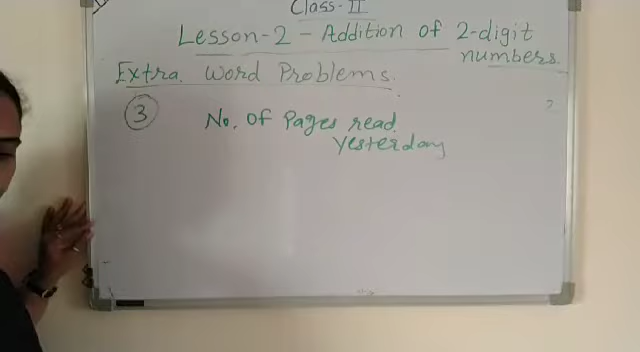 Class-II
Lesson-2 - Addition of 2-digit
numbers
Extra Word Problems.
3 No. of Pages read
yesterday